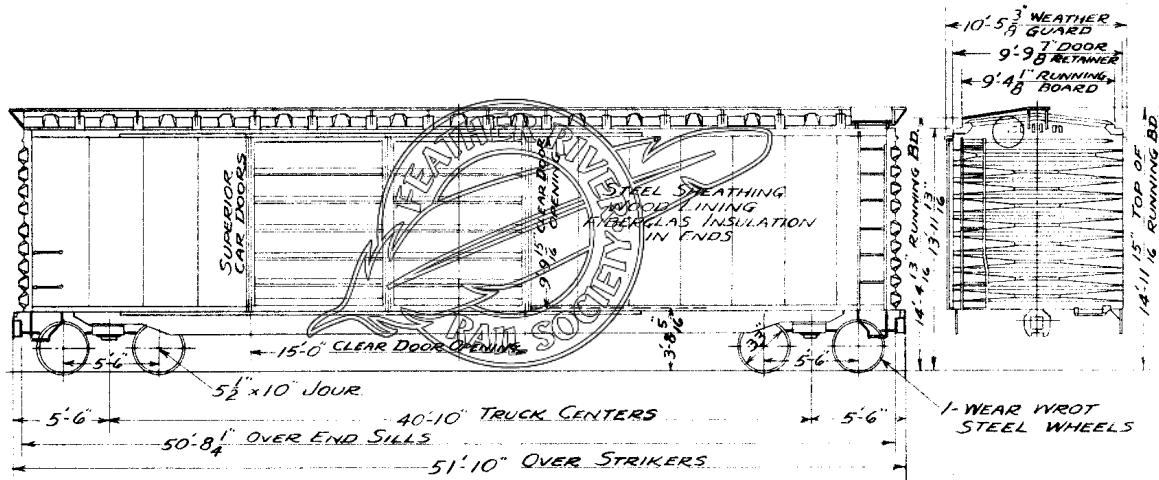 10'-5 3/8" WEATHER
GUARD
9'-9 7/8" DOOR
RETAINER
9'-4 1/8" RUNNING
BOARD
FEATHER RIVER
RAIL SOCIETY
SUPERIOR
CAR DOORS
9'-9 15/16" CLEAR DOOR
OPENING
STEEL SHEATHING
WOOD LINING
FIBERGLAS INSULATION
IN ENDS
14'-4 13/16" RUNNING BD.
13'-11 13/16"
14'-11 15/16" TOP OF
RUNNING BD.
15'-0" CLEAR DOOR OPENING
3'-8 5/16"
33"
5'-6"
5'-6"
5 1/2" x 10" JOUR.
1-WEAR WROT
STEEL WHEELS
5'-6"
40'-10" TRUCK CENTERS
5'-6"
50'-8 1/4" OVER END SILLS
51'-10" OVER STRIKERS